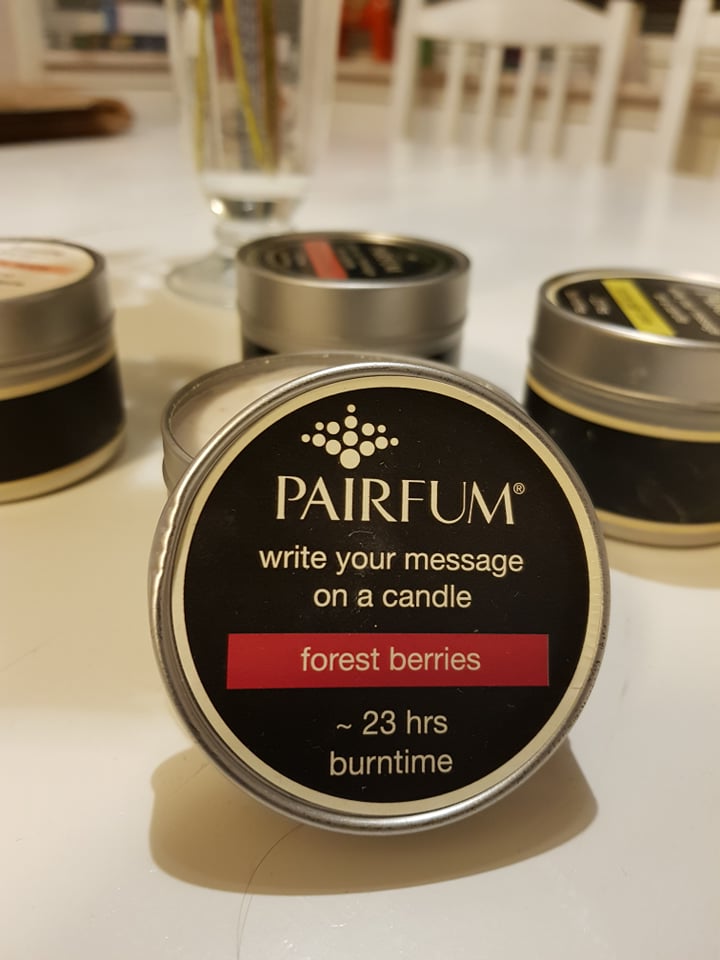 PAIRFUM®
write your message
on a candle
forest berries
~ 23 hrs
burntime